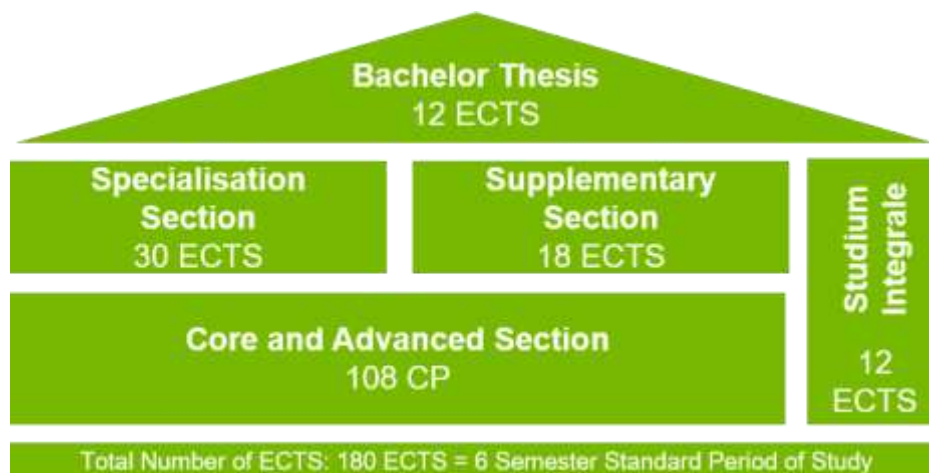 Bachelor Thesis
12 ECTS
Specialisation
Section
30 ECTS
Supplementary
Section
18 ECTS
Core and Advanced Section
108 CP
Studium
Integrale
12
ECTS
Total Number of ECTS: 180 ECTS = 6 Semester Standard Period of Study